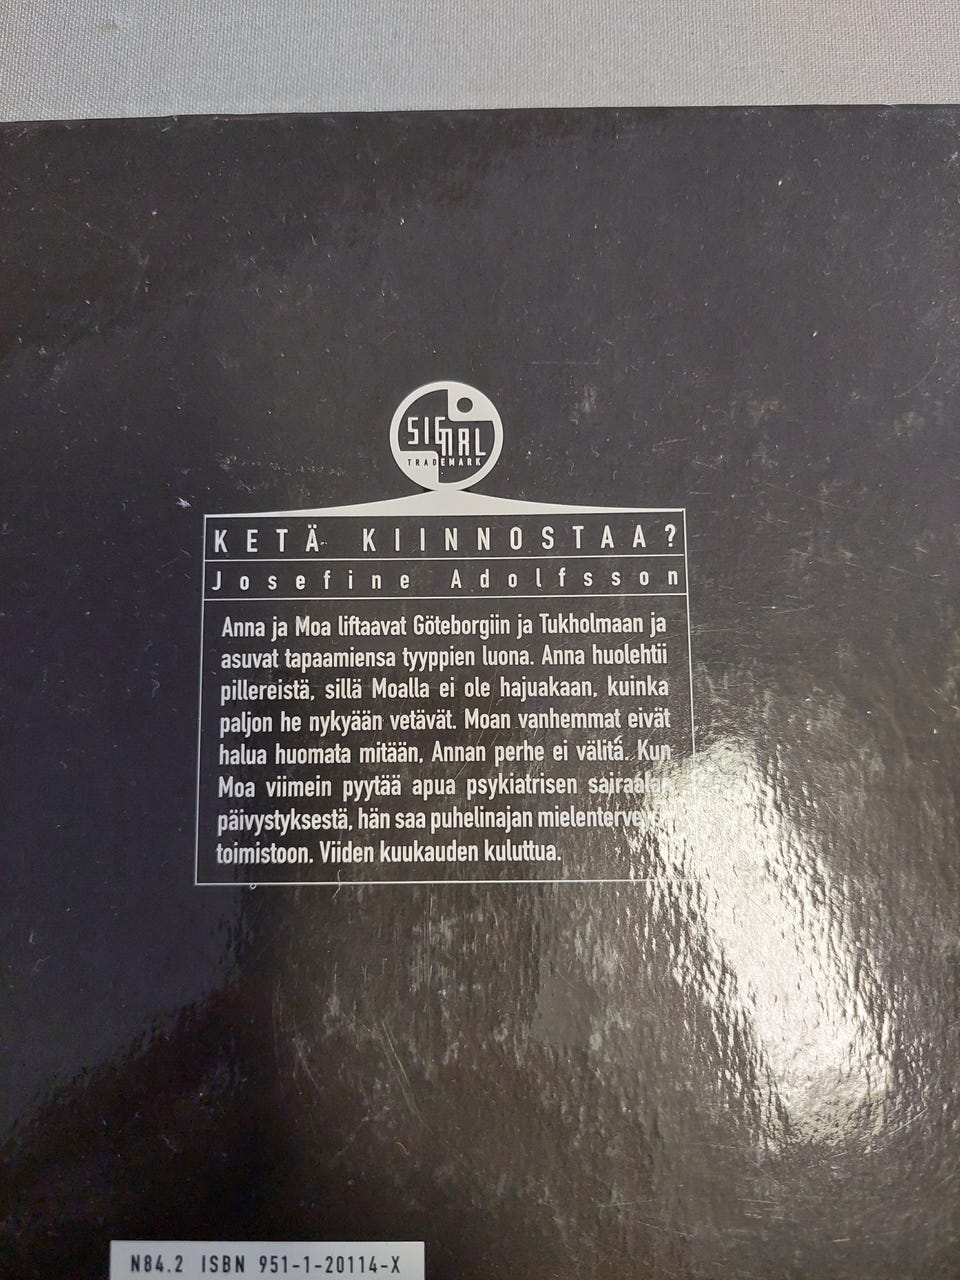 SIGNAL
TRADEMARK
KETÄ KIINNOSTAA?
Josefine Adolfsson
Anna ja Moa liftaavat Göteborgiin ja Tukholmaan ja
asuvat tapaamiensa tyyppien luona. Anna huolehtii
pillereistä, sillä Moalla ei ole hajuakaan, kuinka
paljon he nykyään vetävät. Moan vanhemmat eivät
halua huomata mitään, Annan perhe ei välitä. Kun
Moa viimein pyytää apua psykiatrisen sairaalan
päivystyksestä, hän saa puhelinajan
toimistoon. Viiden kuukauden kuluttua.
N84.2 ISBN 951-1-20114-X